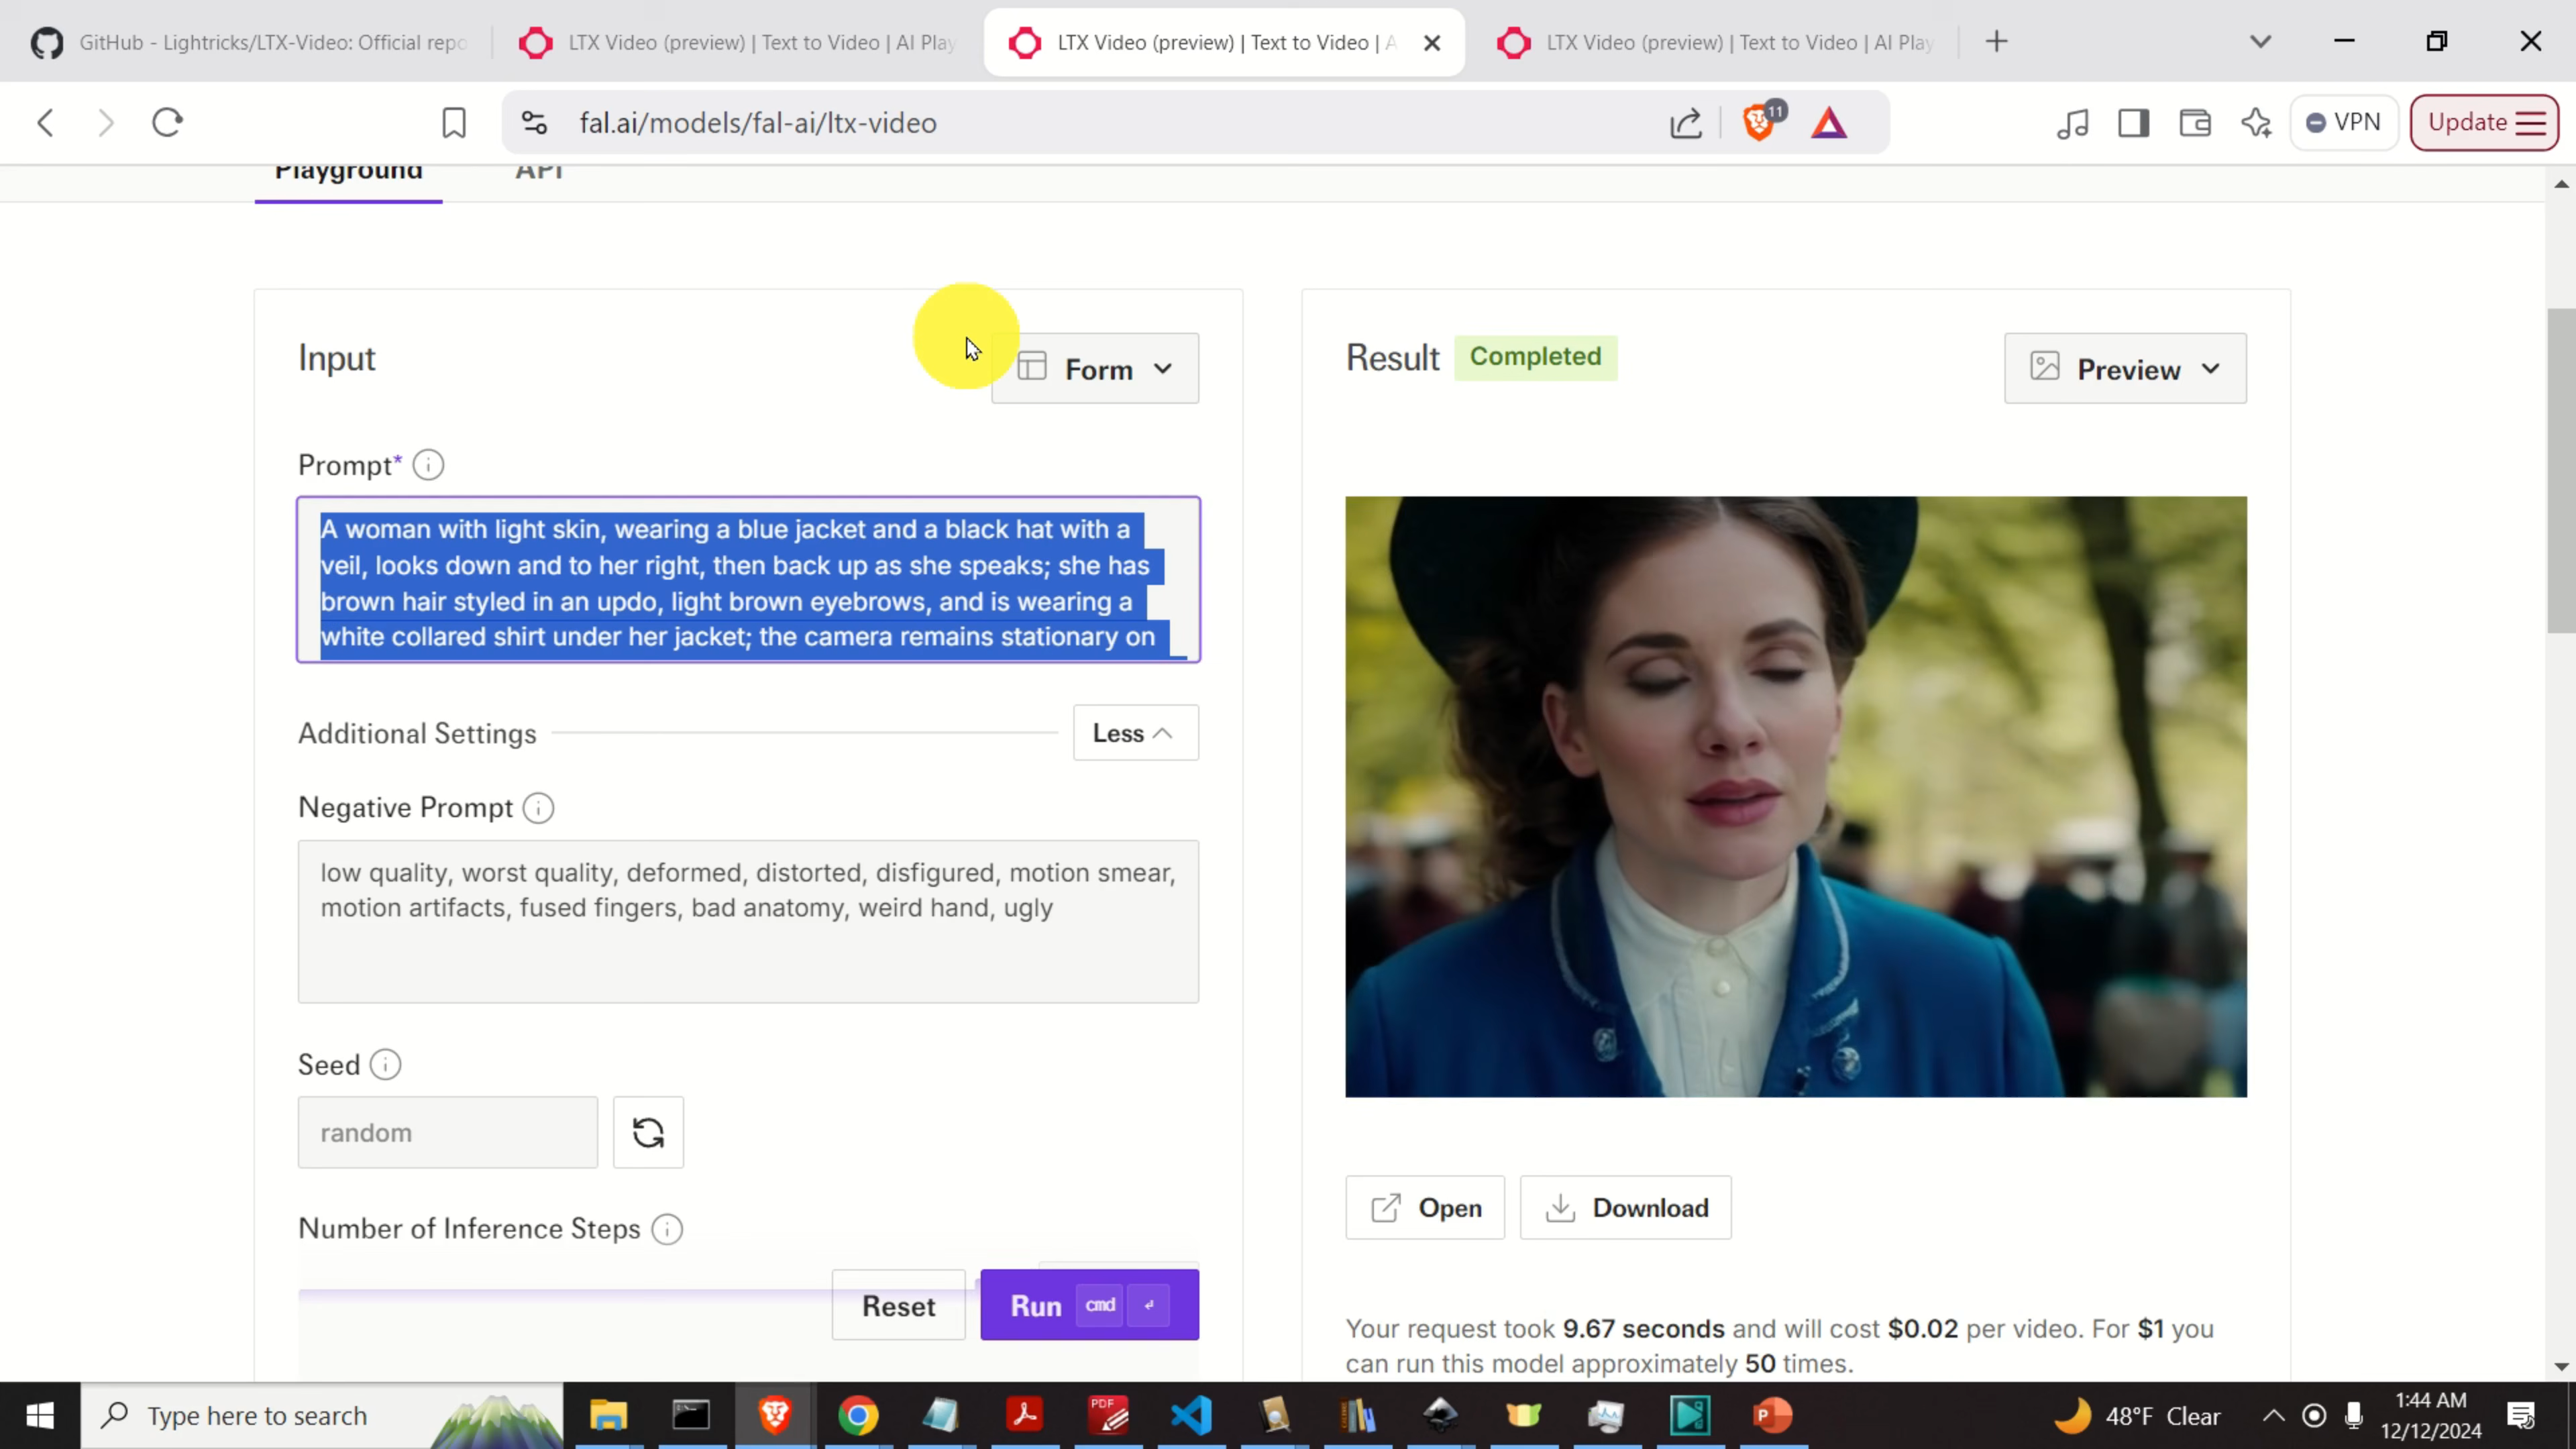 GitHub - Lightricks/LTX-Video: Official repo
LTX Video (preview) | Text to Video | AI Play
LTX Video (preview) | Text to Video | A
LTX Video (preview) | Text to Video | AI Play
fal.ai/models/fal-ai/ltx-video
11
VPN
Update
Playground
API
Input
Form
Prompt*
A woman with light skin, wearing a blue jacket and a black hat with a
veil, looks down and to her right, then back up as she speaks; she has
brown hair styled in an updo, light brown eyebrows, and is wearing a
white collared shirt under her jacket; the camera remains stationary on
Additional Settings
Less
Negative Prompt
low quality, worst quality, deformed, distorted, disfigured, motion smear,
motion artifacts, fused fingers, bad anatomy, weird hand, ugly
Seed
random
Number of Inference Steps
Reset
Run cmd
Result
Completed
Preview
Open
Download
Your request took 9.67 seconds and will cost $0.02 per video. For $1 you
can run this model approximately 50 times.
Type here to search
PDF
P
48°F Clear
1:44 AM
12/12/2024